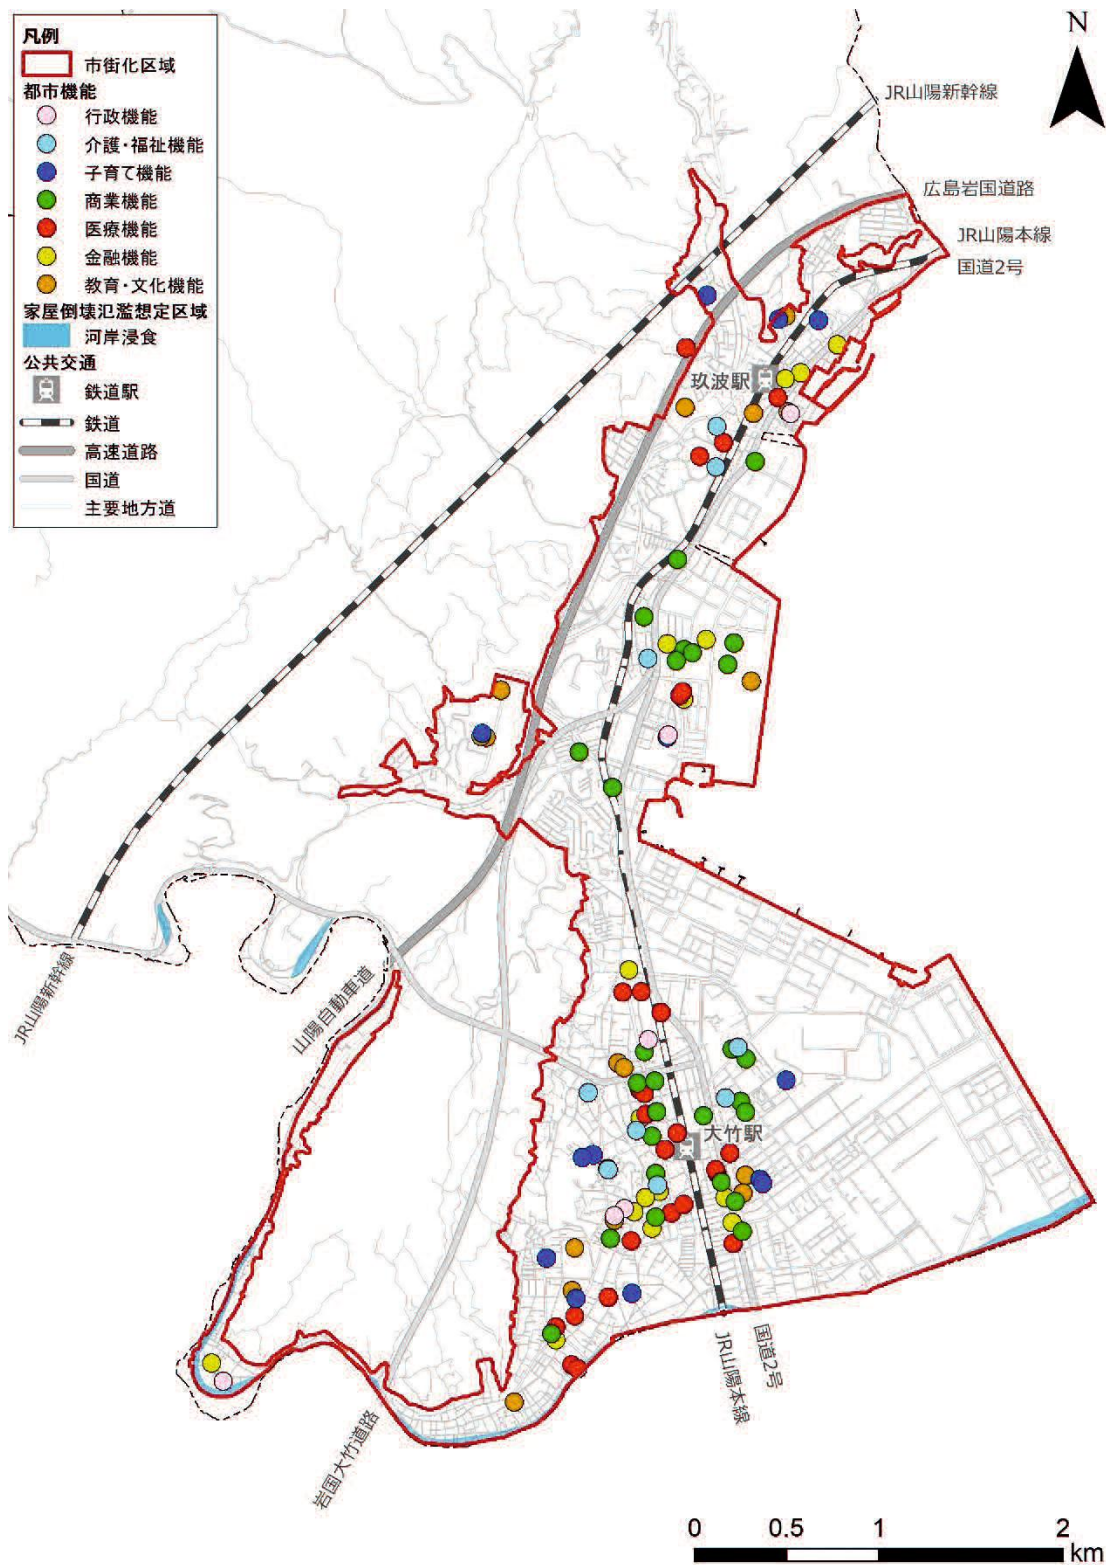 凡例
市街化区域
都市機能
行政機能
介護・福祉機能
子育て機能
商業機能
医療機能
金融機能
教育・文化機能
家屋倒壊氾濫想定区域
河岸浸食
公共交通
鉄道駅
鉄道
高速道路
国道
主要地方道
N
JR山陽新幹線
広島岩国道路
JR山陽本線
国道2号
玖波駅
JR山陽新幹線
山陽自動車道
大竹駅
岩国大竹道路
JR山陽本線
国道2号
0 0.5 1 2
km